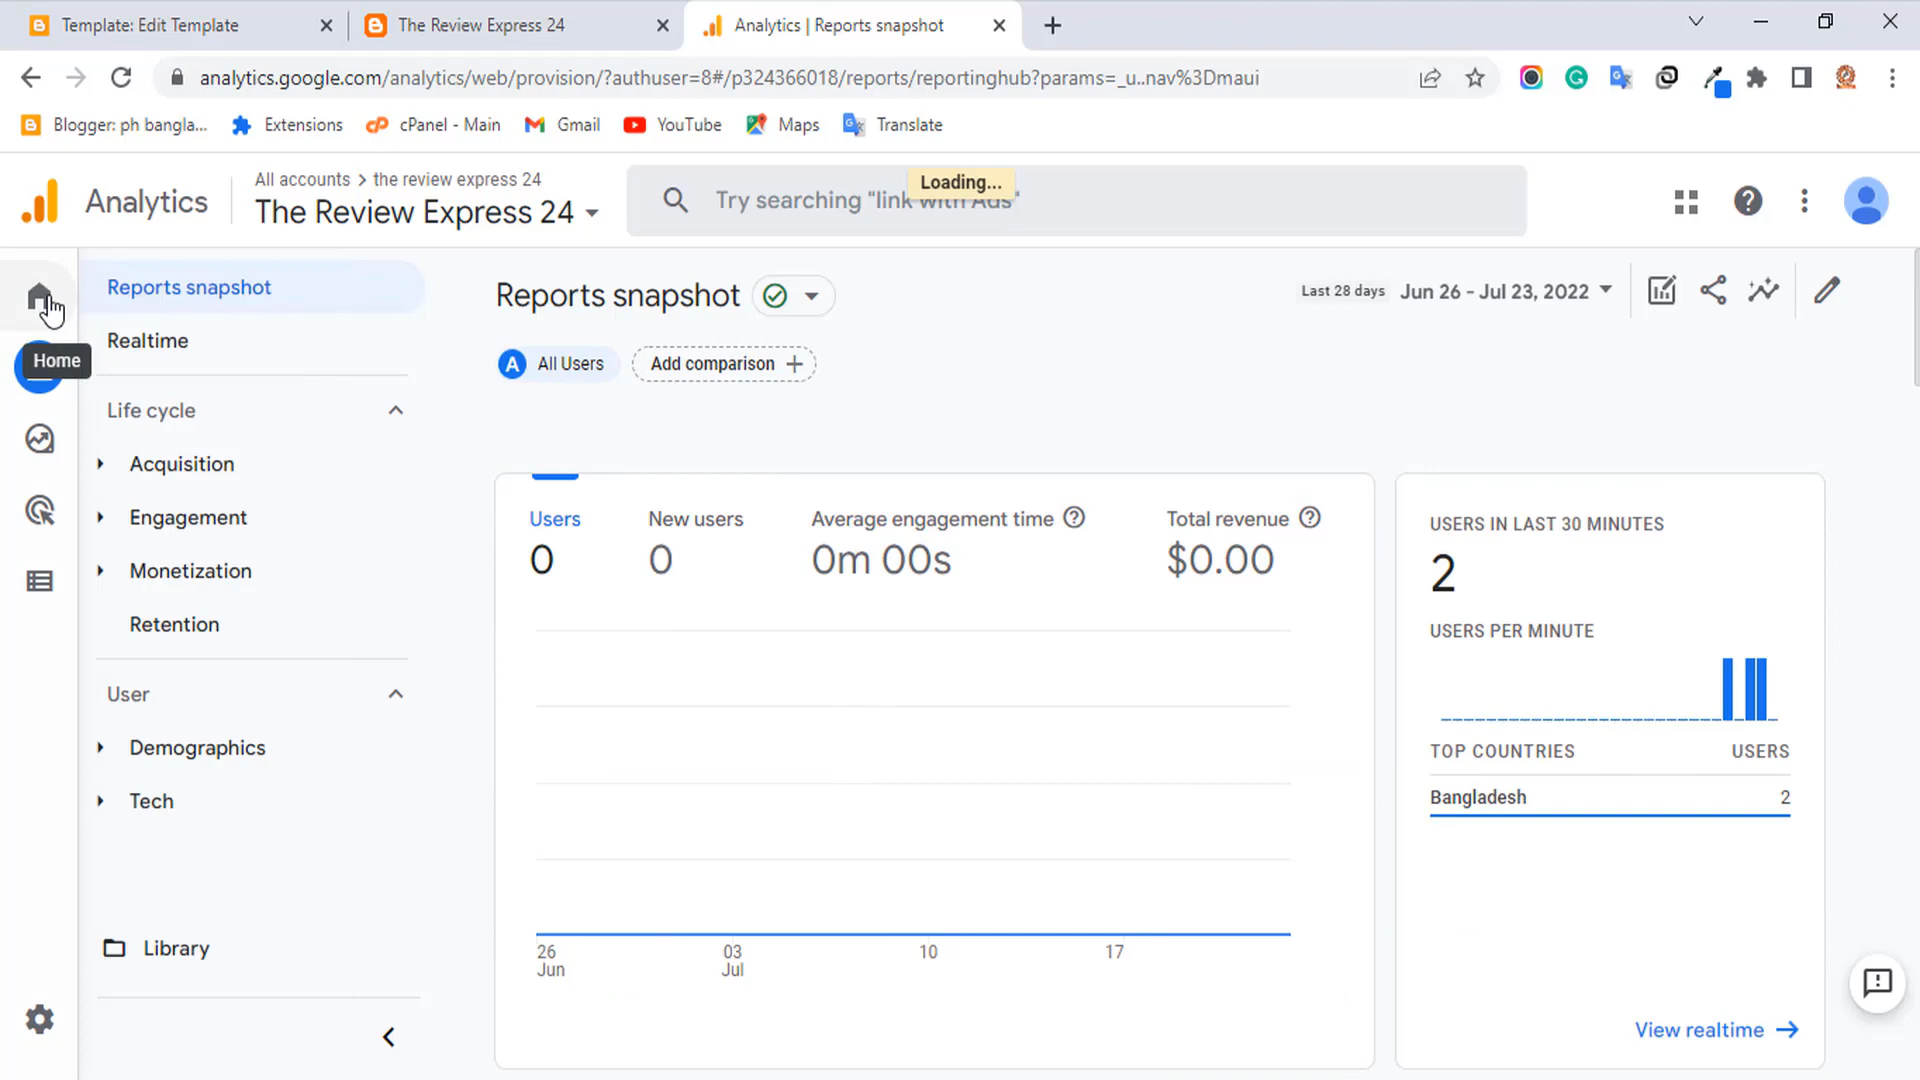 Template: Edit Template
The Review Express 24
Analytics | Reports snapshot
analytics.google.com/analytics/web/provision/?authuser=8#/p324366018/reports/reportinghub?params=_u..nav%3Dmaui
Blogger: ph bangla...
Extensions
cPanel - Main
Gmail
YouTube
Maps
Translate
Analytics
All accounts > the review express 24
The Review Express 24
Try searching "link with Ads"
Loading...
Home
Reports snapshot
Realtime
Life cycle
Acquisition
Engagement
Monetization
Retention
User
Demographics
Tech
Library
Reports snapshot
Last 28 days Jun 26 - Jul 23, 2022
A All Users
Add comparison +
Users
0
New users
0
Average engagement time
0m 00s
Total revenue
$0.00
26
Jun
03
Jul
10
17
USERS IN LAST 30 MINUTES
2
USERS PER MINUTE
TOP COUNTRIES USERS
Bangladesh 2
View realtime